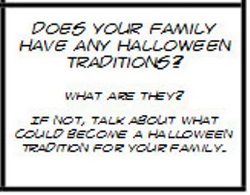 DOES YOUR FAMILY
HAVE ANY HALLOWEEN
TRADITIONS?
WHAT ARE THEY?
IF NOT, TALK ABOUT WHAT
COULD BECOME A HALLOWEEN
TRADITION FOR YOUR FAMILY.